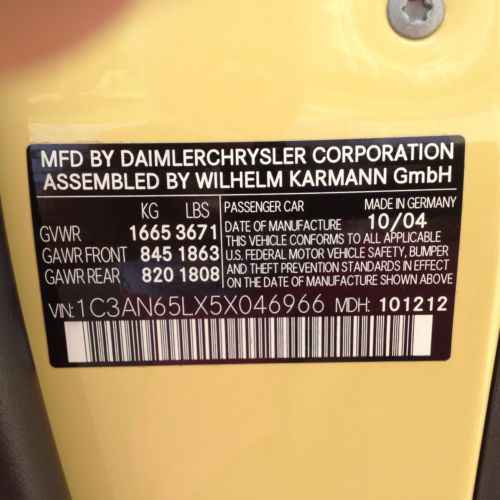 MFD BY DAIMLERCHRYSLER CORPORATION
ASSEMBLED BY WILHELM KARMANN GmbH
KG LBS
GVWR 1665 3671
GAWR FRONT 845 1863
GAWR REAR 820 1808
PASSENGER CAR MADE IN GERMANY
DATE OF MANUFACTURE 10/04
THIS VEHICLE CONFORMS TO ALL APPLICABLE
U.S. FEDERAL MOTOR VEHICLE SAFETY, BUMPER
AND THEFT PREVENTION STANDARDS IN EFFECT
ON THE DATE OF MANUFACTURE SHOWN ABOVE
VIN: 1C3AN65LX5X046966 MDH: 101212